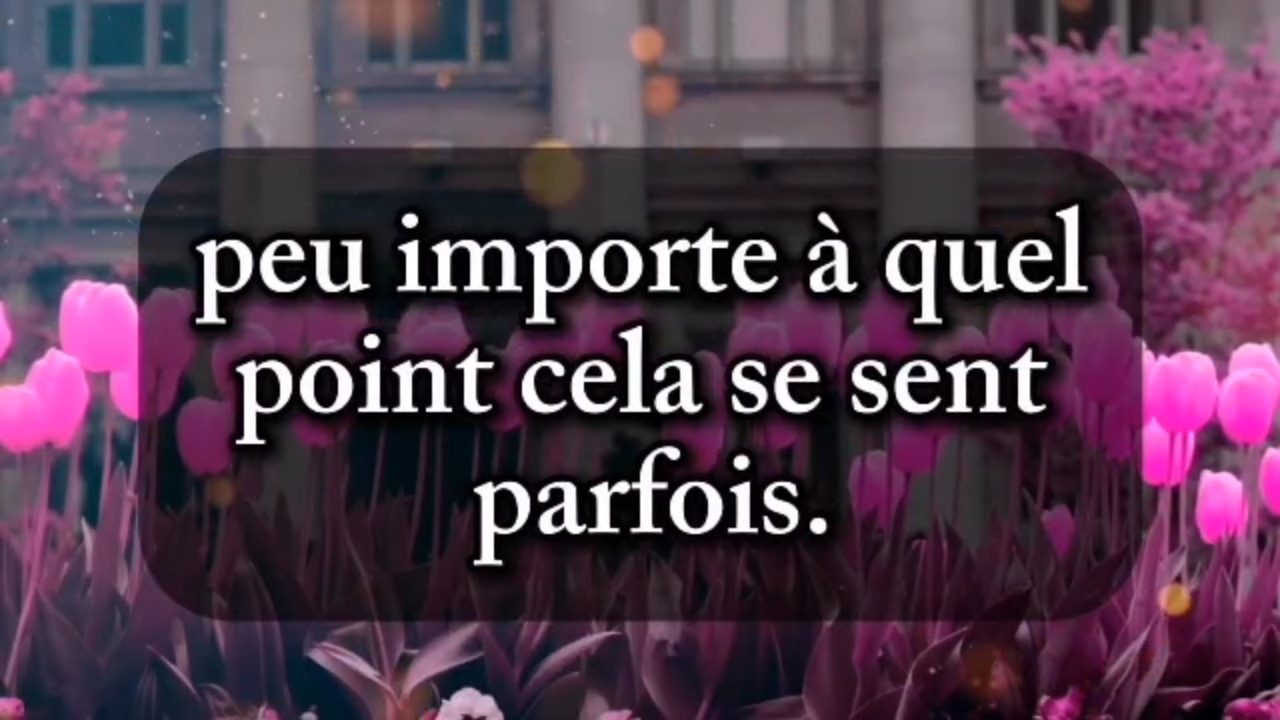 peu importe à quel
point cela se sent
parfois.